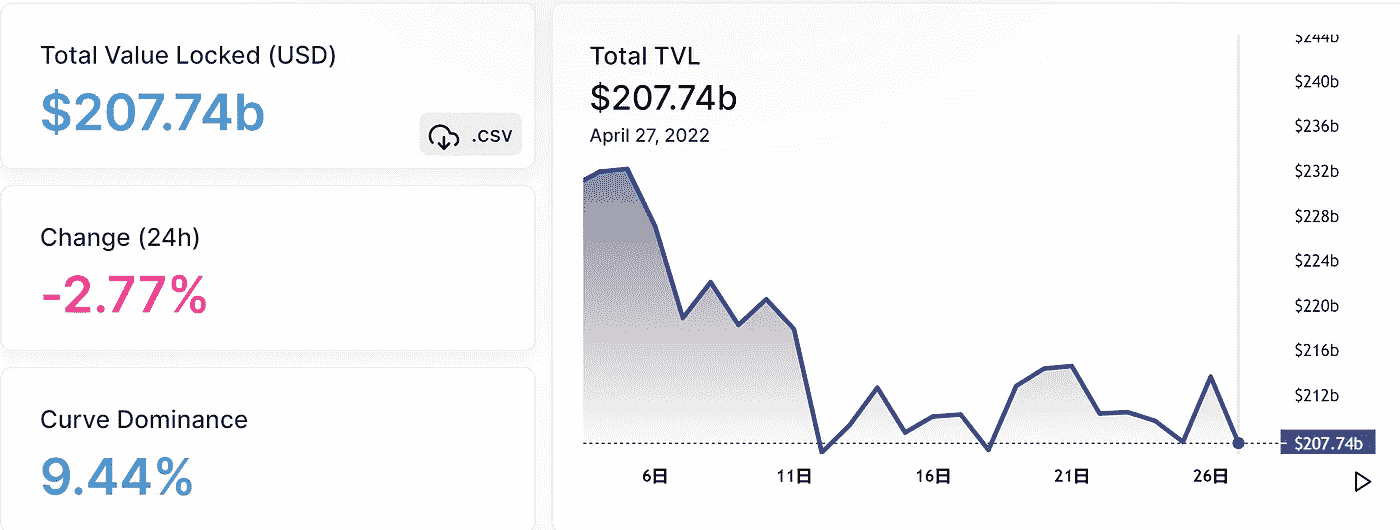 Total Value Locked (USD)
$207.74b
.csv
Change (24h)
-2.77%
Curve Dominance
9.44%
Total TVL
$207.74b
April 27, 2022
$244b
$240b
$236b
$232b
$228b
$224b
$220b
$216b
$212b
$207.74b
6日 11日 16日 21日 26日